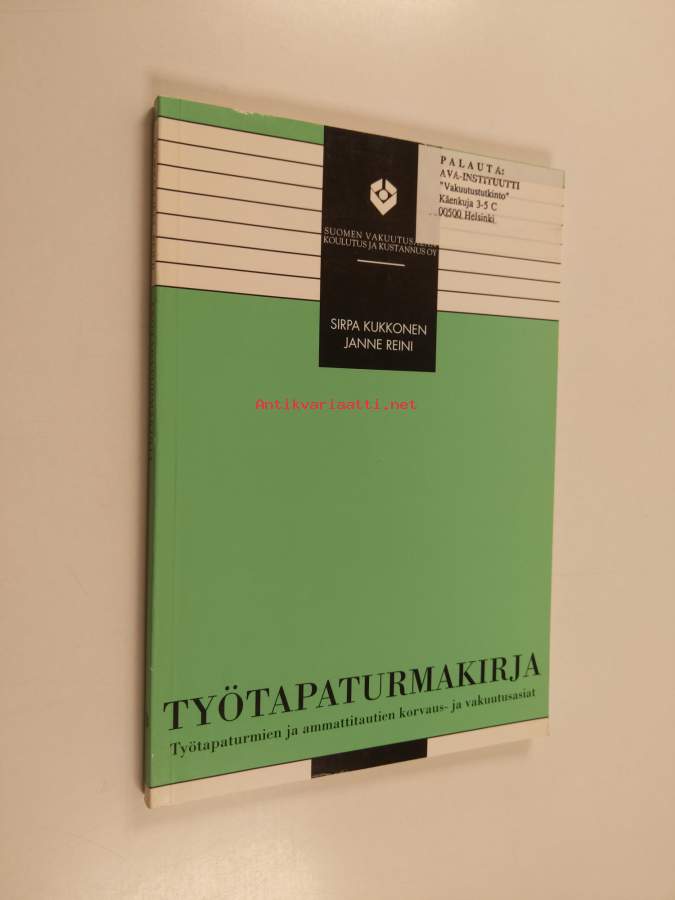 PALAUTA:
AVA-INSTITUUTTI
"Vakuutustutkinto"
Käenkuja 3-5 C
00500 Helsinki
SUOMEN VAKUUTUSALAN
KOULUTUS JA KUSTANNUS OY
SIRPA KUKKONEN
JANNE REINI
Antikvariaatti.net
TYÖTAPATURMAKIRJA
Työtapaturmien ja ammattitautien korvaus- ja vakuutusasiat